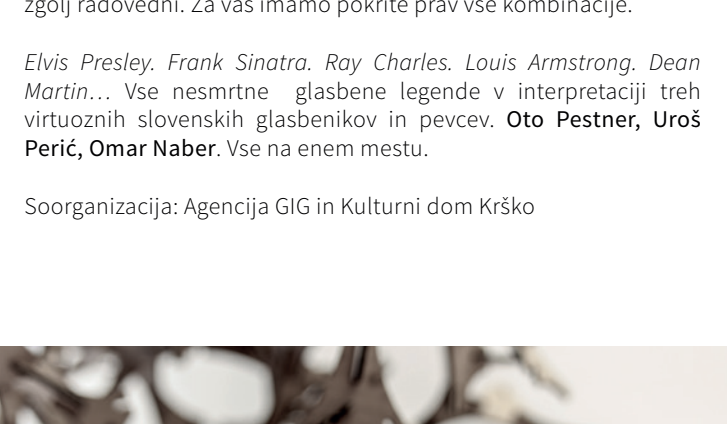 zgolj radovedni. Za vas imamo pokrite prav vse kombinacije.
Elvis Presley. Frank Sinatra. Ray Charles. Louis Armstrong. Dean
Martin… Vse nesmrtne glasbene legende v interpretaciji treh
virtuoznih slovenskih glasbenikov in pevcev. Oto Pestner, Uroš
Perić, Omar Naber. Vse na enem mestu.
Soorganizacija: Agencija GIG in Kulturni dom Krško